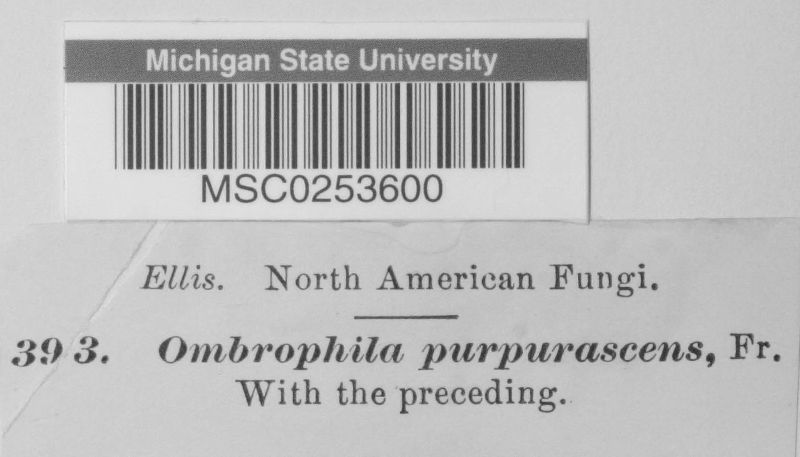 Michigan State University
MSC0253600
Ellis. North American Fungi.
393. Ombrophila purpurascens, Fr.
With the preceding.